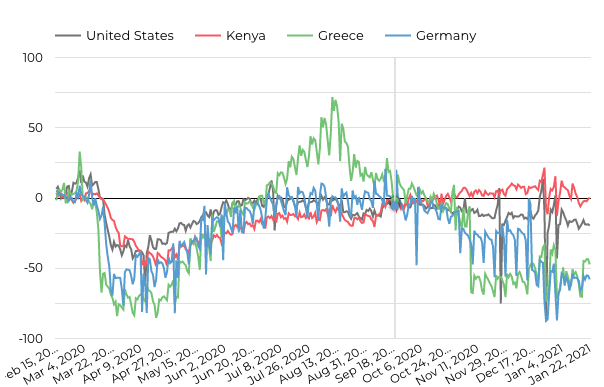 United States Kenya Greece Germany
100
50
0
-50
-100
eb 15, 20...
Mar 4, 2020
Mar 22, 20...
Apr 9, 2020
Apr 27, 20...
May 15, 20...
Jun 2, 2020
Jun 20, 20...
Jul 8, 2020
Jul 26, 2020
Aug 13, 20...
Aug 31, 20...
Sep 18, 20...
Oct 6, 2020
Oct 24, 20...
Nov 11, 2020
Nov 29, 20...
Dec 17, 20...
Jan 4, 2021
Jan 22, 2021